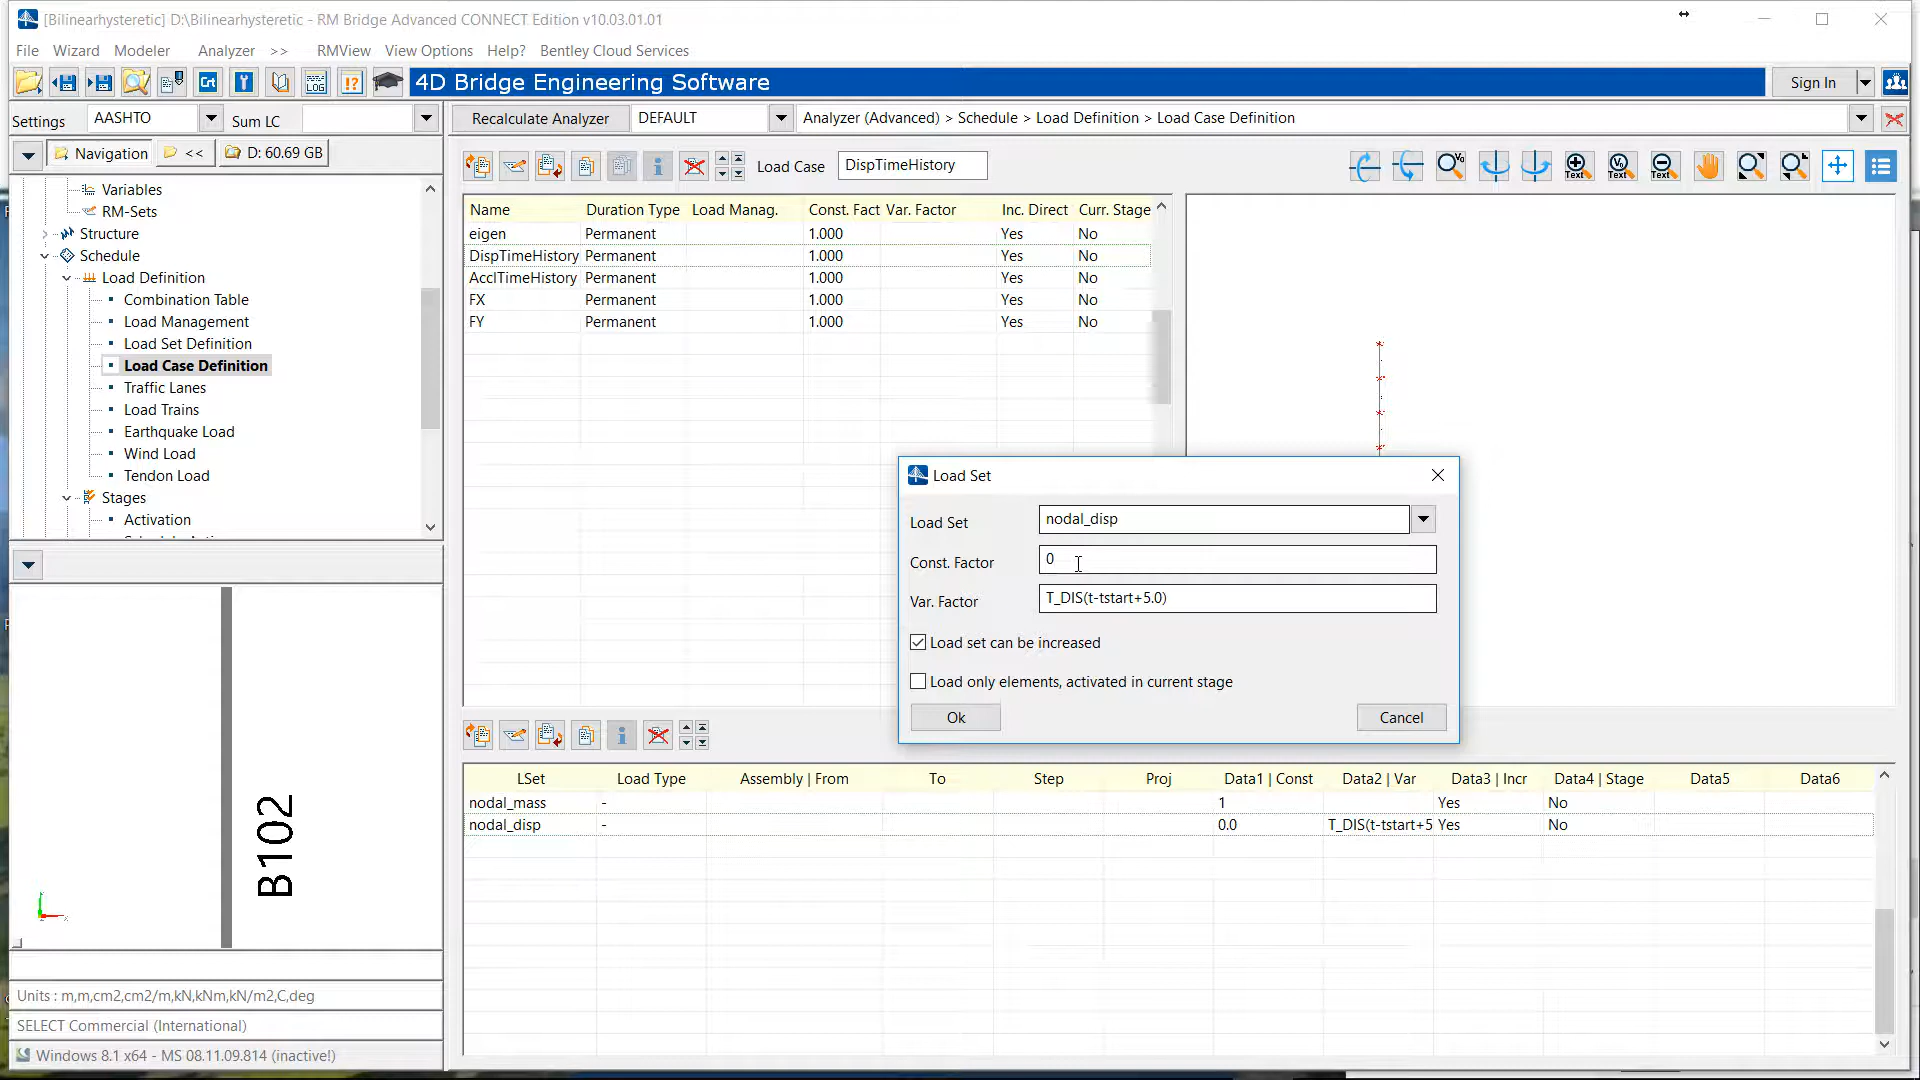 [Bilinearhysteretic] D:\Bilinearhysteretic - RM Bridge Advanced CONNECT Edition v10.03.01.01
File Wizard Modeler Analyzer >> RMView View Options Help? Bentley Cloud Services
Crt LOG !? 4D Bridge Engineering Software Sign In
Settings AASHTO Sum LC Recalculate Analyzer DEFAULT Analyzer (Advanced) > Schedule > Load Definition > Load Case Definition
Navigation << D: 60.69 GB Load Case DispTimeHistory
Variables
RM-Sets
Structure
Schedule
Load Definition
Combination Table
Load Management
Load Set Definition
Load Case Definition
Traffic Lanes
Load Trains
Earthquake Load
Wind Load
Tendon Load
Stages
Activation
Name Duration Type Load Manag. Const. Fact Var. Factor Inc. Direct Curr. Stage
eigen Permanent 1.000 Yes No
DispTimeHistory Permanent 1.000 Yes No
AcclTimeHistory Permanent 1.000 Yes No
FX Permanent 1.000 Yes No
FY Permanent 1.000 Yes No
Load Set
Load Set nodal_disp
Const. Factor 0
Var. Factor T_DIS(t-tstart+5.0)
Load set can be increased
Load only elements, activated in current stage
Ok Cancel
LSet Load Type Assembly | From To Step Proj Data1 | Const Data2 | Var Data3 | Incr Data4 | Stage Data5 Data6
nodal_mass - 1 Yes No
nodal_disp - 0.0 T_DIS(t-tstart+5 Yes No
B102
Units : m,m,cm2,cm2/m,kN,kNm,kN/m2,C,deg
SELECT Commercial (International)
Windows 8.1 x64 - MS 08.11.09.814 (inactive!)